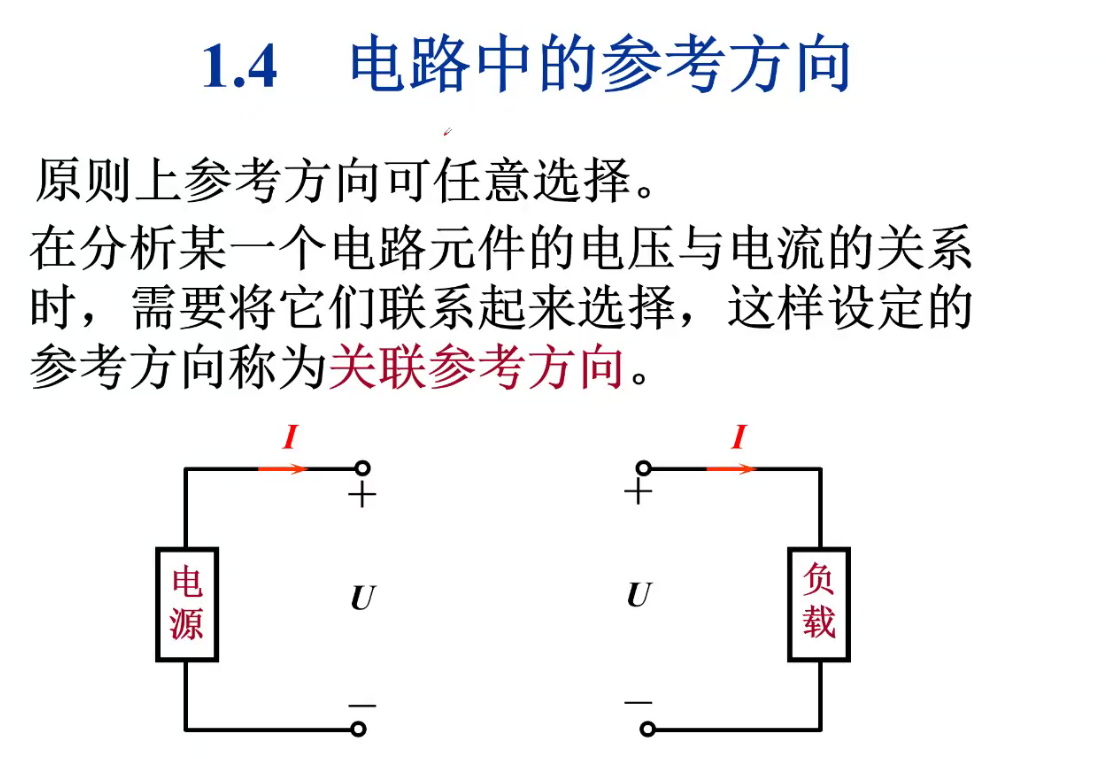 1.4 电路中的参考方向
原则上参考方向可任意选择。
在分析某一个电路元件的电压与电流的关系
时，需要将它们联系起来选择，这样设定的
参考方向称为关联参考方向。
I
I
+
+
电
源
U
U
负
载
−
−